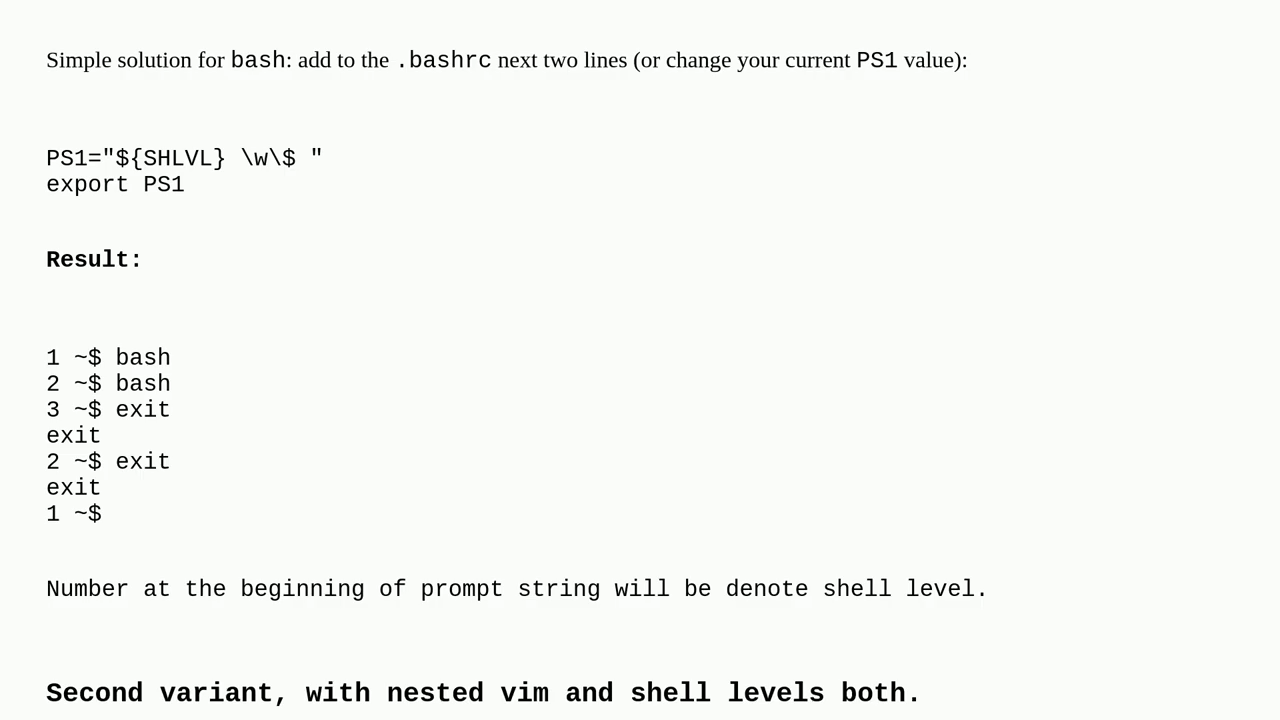 Simple solution for bash: add to the .bashrc next two lines (or change your current PS1 value):
PS1="${SHLVL} \w\$ "
export PS1
Result:
1 ~$ bash
2 ~$ bash
3 ~$ exit
exit
2 ~$ exit
exit
1 ~$
Number at the beginning of prompt string will be denote shell level.
Second variant, with nested vim and shell levels both.